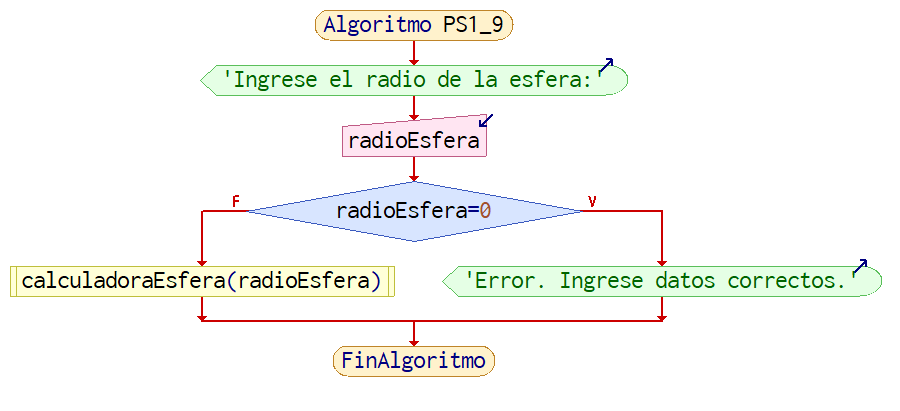 Algoritmo PS1_9
'Ingrese el radio de la esfera:'
radioEsfera
radioEsfera=0
F
V
calculadoraEsfera(radioEsfera)
'Error. Ingrese datos correctos.'
FinAlgoritmo